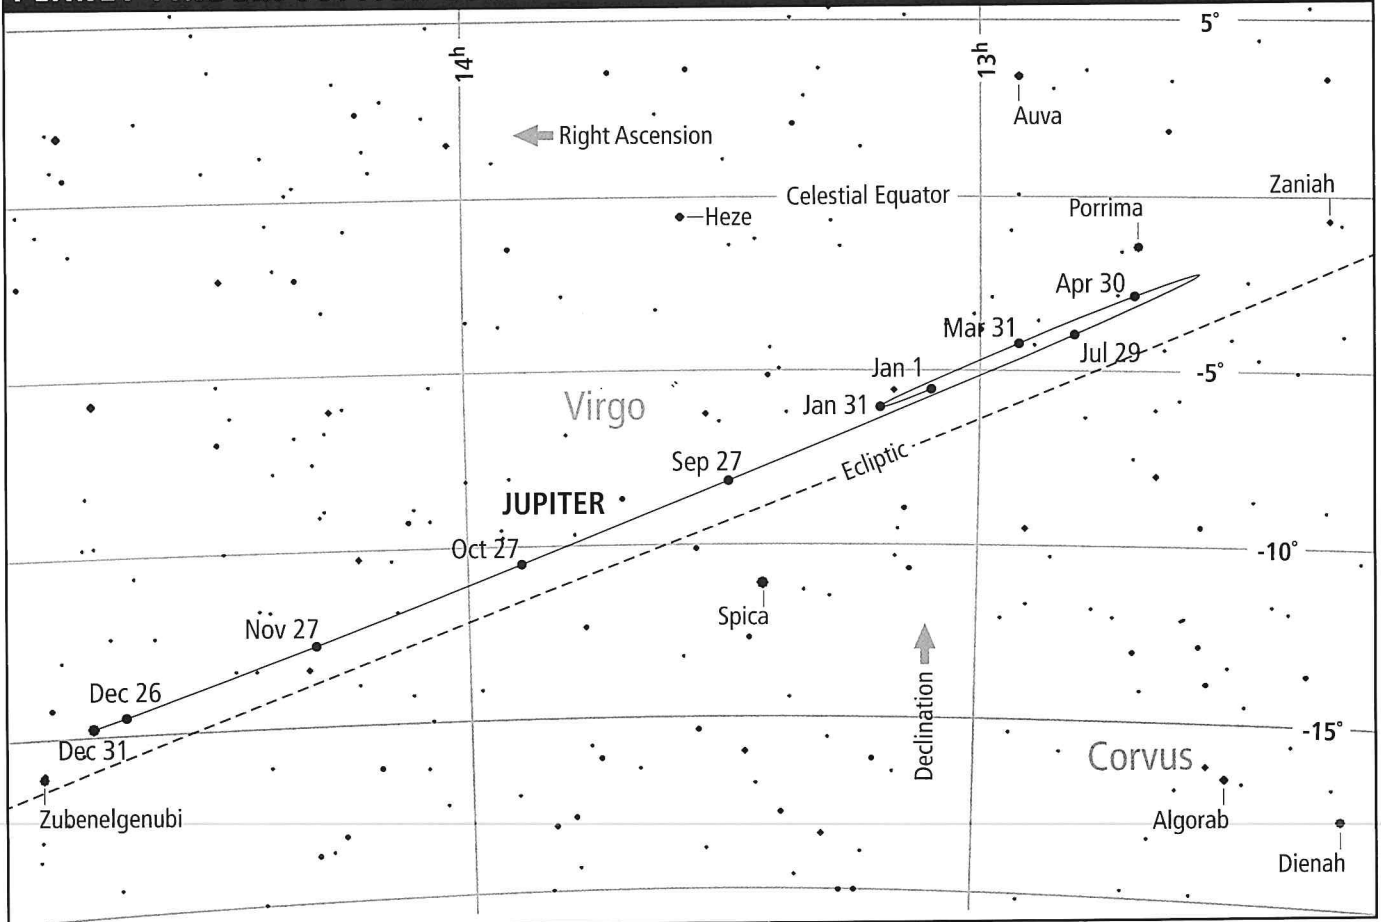 5°
14h
13h
Auva
Right Ascension
Zaniah
Celestial Equator
Porrima
Heze
Apr 30
Mar 31
Jul 29
Jan 1
-5°
Jan 31
Virgo
Ecliptic
Sep 27
JUPITER
Oct 27
-10°
Spica
Nov 27
Declination
Dec 26
-15°
Dec 31
Corvus
Zubenelgenubi
Algorab
Dienah